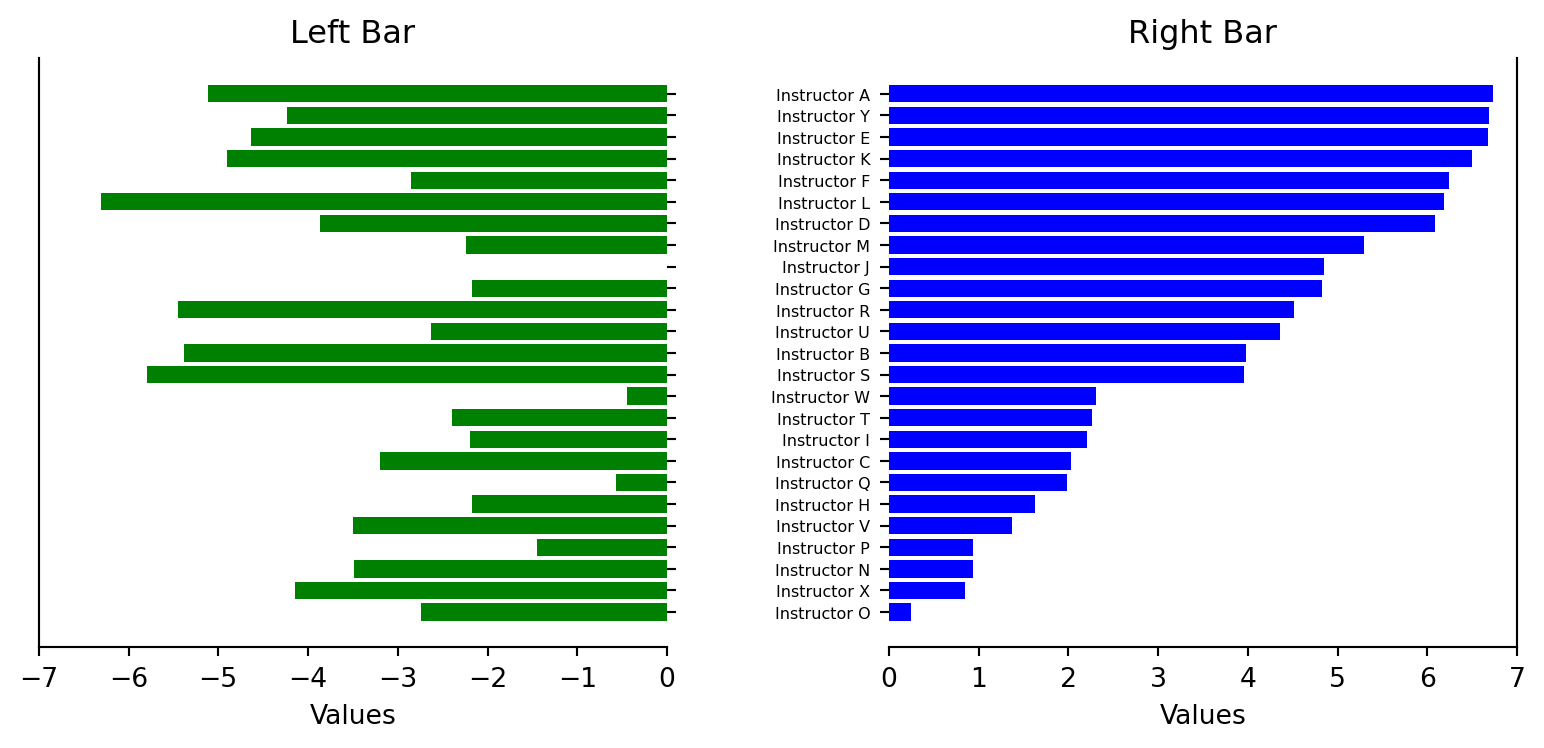 Left Bar
−7 −6 −5 −4 −3 −2 −1 0
Values
Right Bar
Instructor A
Instructor Y
Instructor E
Instructor K
Instructor F
Instructor L
Instructor D
Instructor M
Instructor J
Instructor G
Instructor R
Instructor U
Instructor B
Instructor S
Instructor W
Instructor T
Instructor I
Instructor C
Instructor Q
Instructor H
Instructor V
Instructor P
Instructor N
Instructor X
Instructor O
0 1 2 3 4 5 6 7
Values